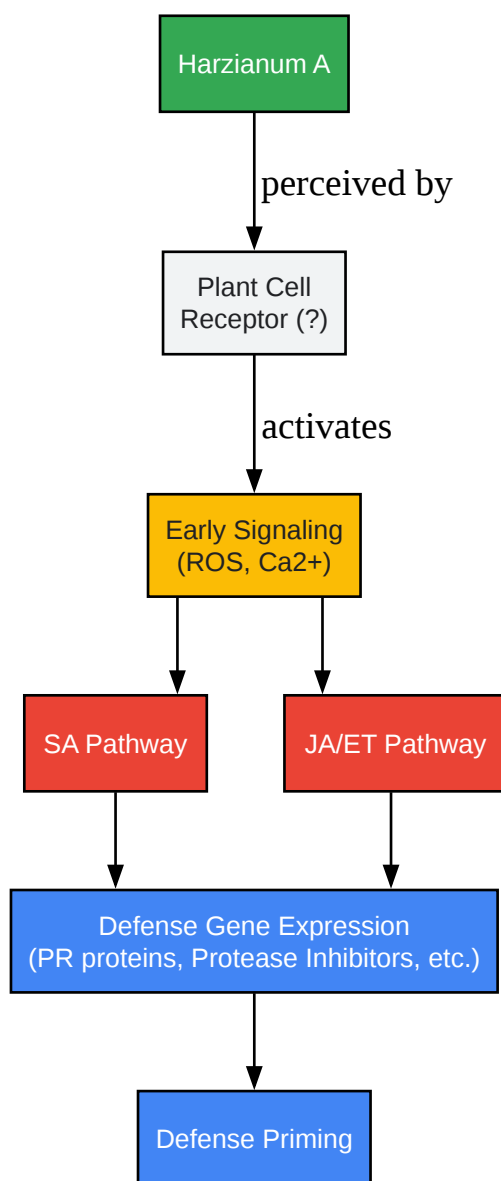 Harzianum A
perceived by
Plant Cell
Receptor (?)
activates
Early Signaling
(ROS, Ca2+)
SA Pathway
JA/ET Pathway
Defense Gene Expression
(PR proteins, Protease Inhibitors, etc.)
Defense Priming